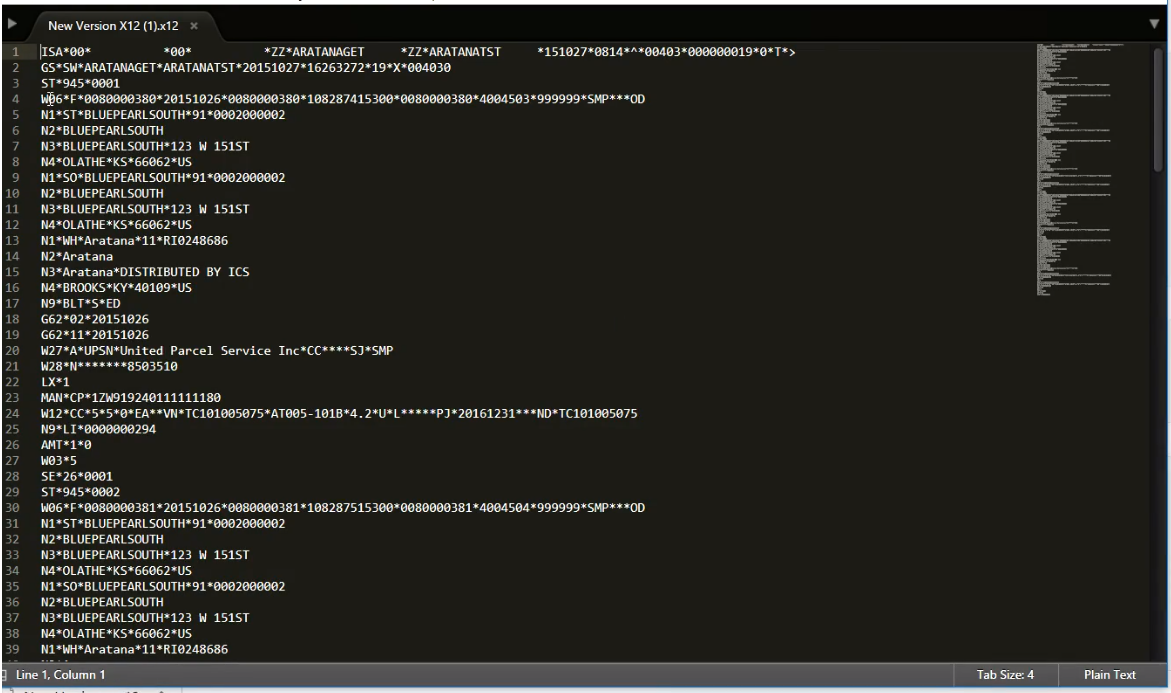 New Version X12 (1).x12 ×
1 ISA*00* *00* *ZZ*ARATANAGET *ZZ*ARATANATST *151027*0814*^*00403*000000019*0*T*>
2 GS*SW*ARATANAGET*ARATANATST*20151027*16263272*19*X*004030
3 ST*945*0001
4 W06*F*0080000380*20151026*0080000380*108287415300*0080000380*4004503*999999*SMP***OD
5 N1*ST*BLUEPEARLSOUTH*91*0002000002
6 N2*BLUEPEARLSOUTH
7 N3*BLUEPEARLSOUTH*123 W 151ST
8 N4*OLATHE*KS*66062*US
9 N1*SO*BLUEPEARLSOUTH*91*0002000002
10 N2*BLUEPEARLSOUTH
11 N3*BLUEPEARLSOUTH*123 W 151ST
12 N4*OLATHE*KS*66062*US
13 N1*WH*Aratana*11*RI0248686
14 N2*Aratana
15 N3*Aratana*DISTRIBUTED BY ICS
16 N4*BROOKS*KY*40109*US
17 N9*BLT*S*ED
18 G62*02*20151026
19 G62*11*20151026
20 W27*A*UPSN*United Parcel Service Inc*CC****SJ*SMP
21 W28*N*******8503510
22 LX*1
23 MAN*CP*1ZW919240111111180
24 W12*CC*5*5*0*EA**VN*TC101005075*AT005-101B*4.2*U*L*****PJ*20161231***ND*TC101005075
25 N9*LI*0000000294
26 AMT*1*0
27 W03*5
28 SE*26*0001
29 ST*945*0002
30 W06*F*0080000381*20151026*0080000381*108287515300*0080000381*4004504*999999*SMP***OD
31 N1*ST*BLUEPEARLSOUTH*91*0002000002
32 N2*BLUEPEARLSOUTH
33 N3*BLUEPEARLSOUTH*123 W 151ST
34 N4*OLATHE*KS*66062*US
35 N1*SO*BLUEPEARLSOUTH*91*0002000002
36 N2*BLUEPEARLSOUTH
37 N3*BLUEPEARLSOUTH*123 W 151ST
38 N4*OLATHE*KS*66062*US
39 N1*WH*Aratana*11*RI0248686
Line 1, Column 1 Tab Size: 4 Plain Text